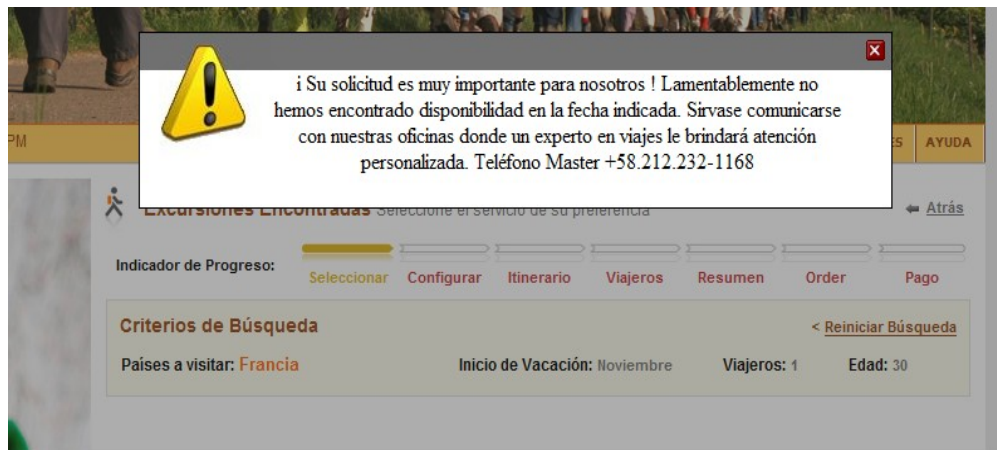 i Su solicitud es muy importante para nosotros ! Lamentablemente no
hemos encontrado disponibilidad en la fecha indicada. Sirvase comunicarse
con nuestras oficinas donde un experto en viajes le brindará atención
personalizada. Teléfono Master +58.212.232-1168
PM
ES AYUDA
Excursiones Encontradas Seleccione el servicio de su preferencia
Atrás
Indicador de Progreso:
Seleccionar Configurar Itinerario Viajeros Resumen Order Pago
Criterios de Búsqueda < Reiniciar Búsqueda
Países a visitar: Francia Inicio de Vacación: Noviembre Viajeros: 1 Edad: 30